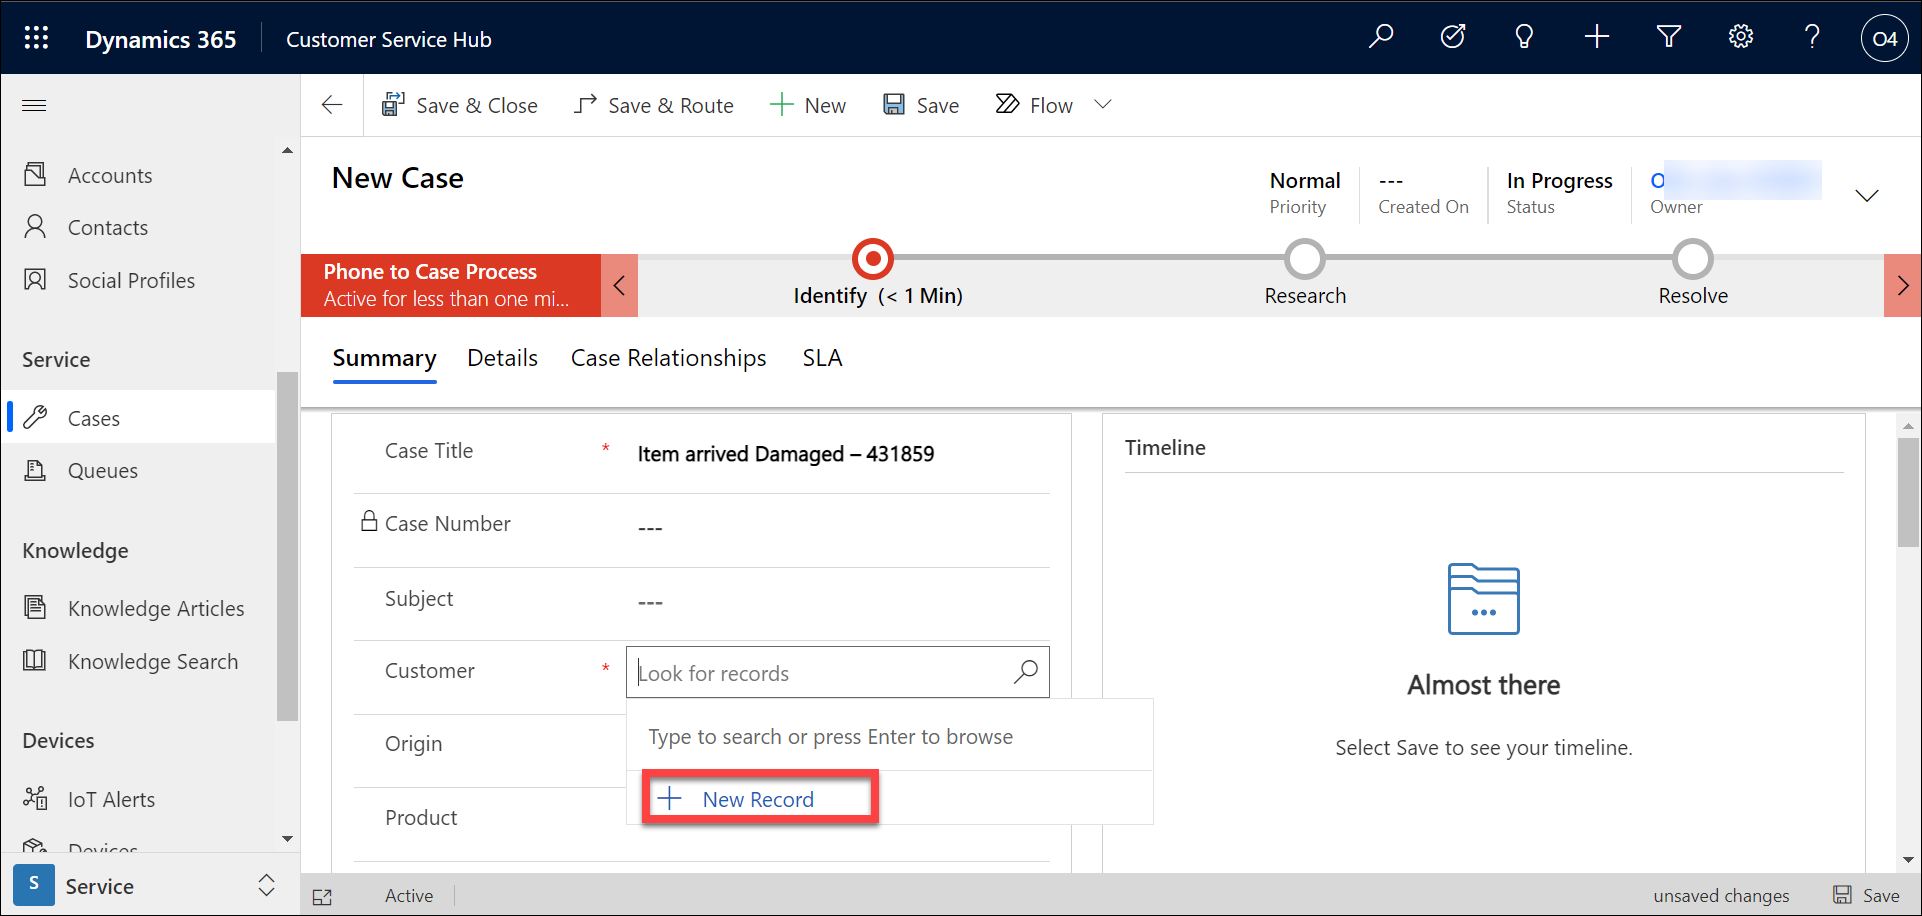 Dynamics 365
Customer Service Hub
O4
Save & Close
Save & Route
New
Save
Flow
Accounts
Contacts
Social Profiles
Service
Cases
Queues
Knowledge
Knowledge Articles
Knowledge Search
Devices
IoT Alerts
Devices
S
Service
New Case
Normal
Priority
---
Created On
In Progress
Status
Owner
Phone to Case Process
Active for less than one mi...
Identify (< 1 Min)
Research
Resolve
Summary
Details
Case Relationships
SLA
Case Title
*
Item arrived Damaged – 431859
Case Number
---
Subject
---
Customer
*
Look for records
Type to search or press Enter to browse
New Record
Origin
Product
Timeline
Almost there
Select Save to see your timeline.
Active
unsaved changes
Save